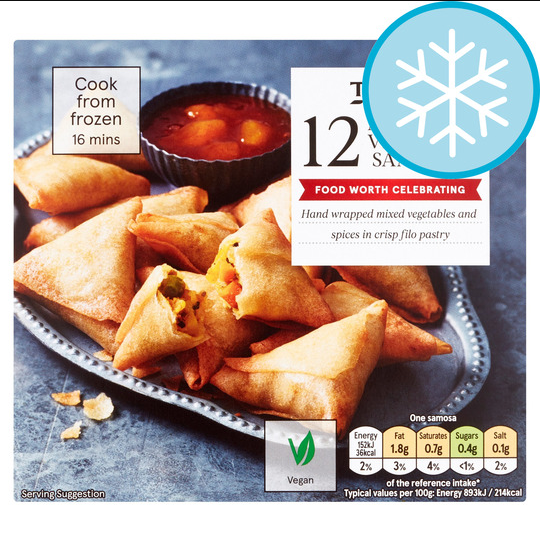 Cook
from
frozen
16 mins
12
FOOD WORTH CELEBRATING
Hand wrapped mixed vegetables and
spices in crisp filo pastry
One samosa
Energy
152kJ
36kcal
2%
Fat
1.8g
3%
Saturates
0.7g
4%
Sugars
0.4g
<1%
Salt
0.1g
2%
of the reference intake*
Typical values per 100g: Energy 893kJ / 214kcal
Vegan
Serving Suggestion